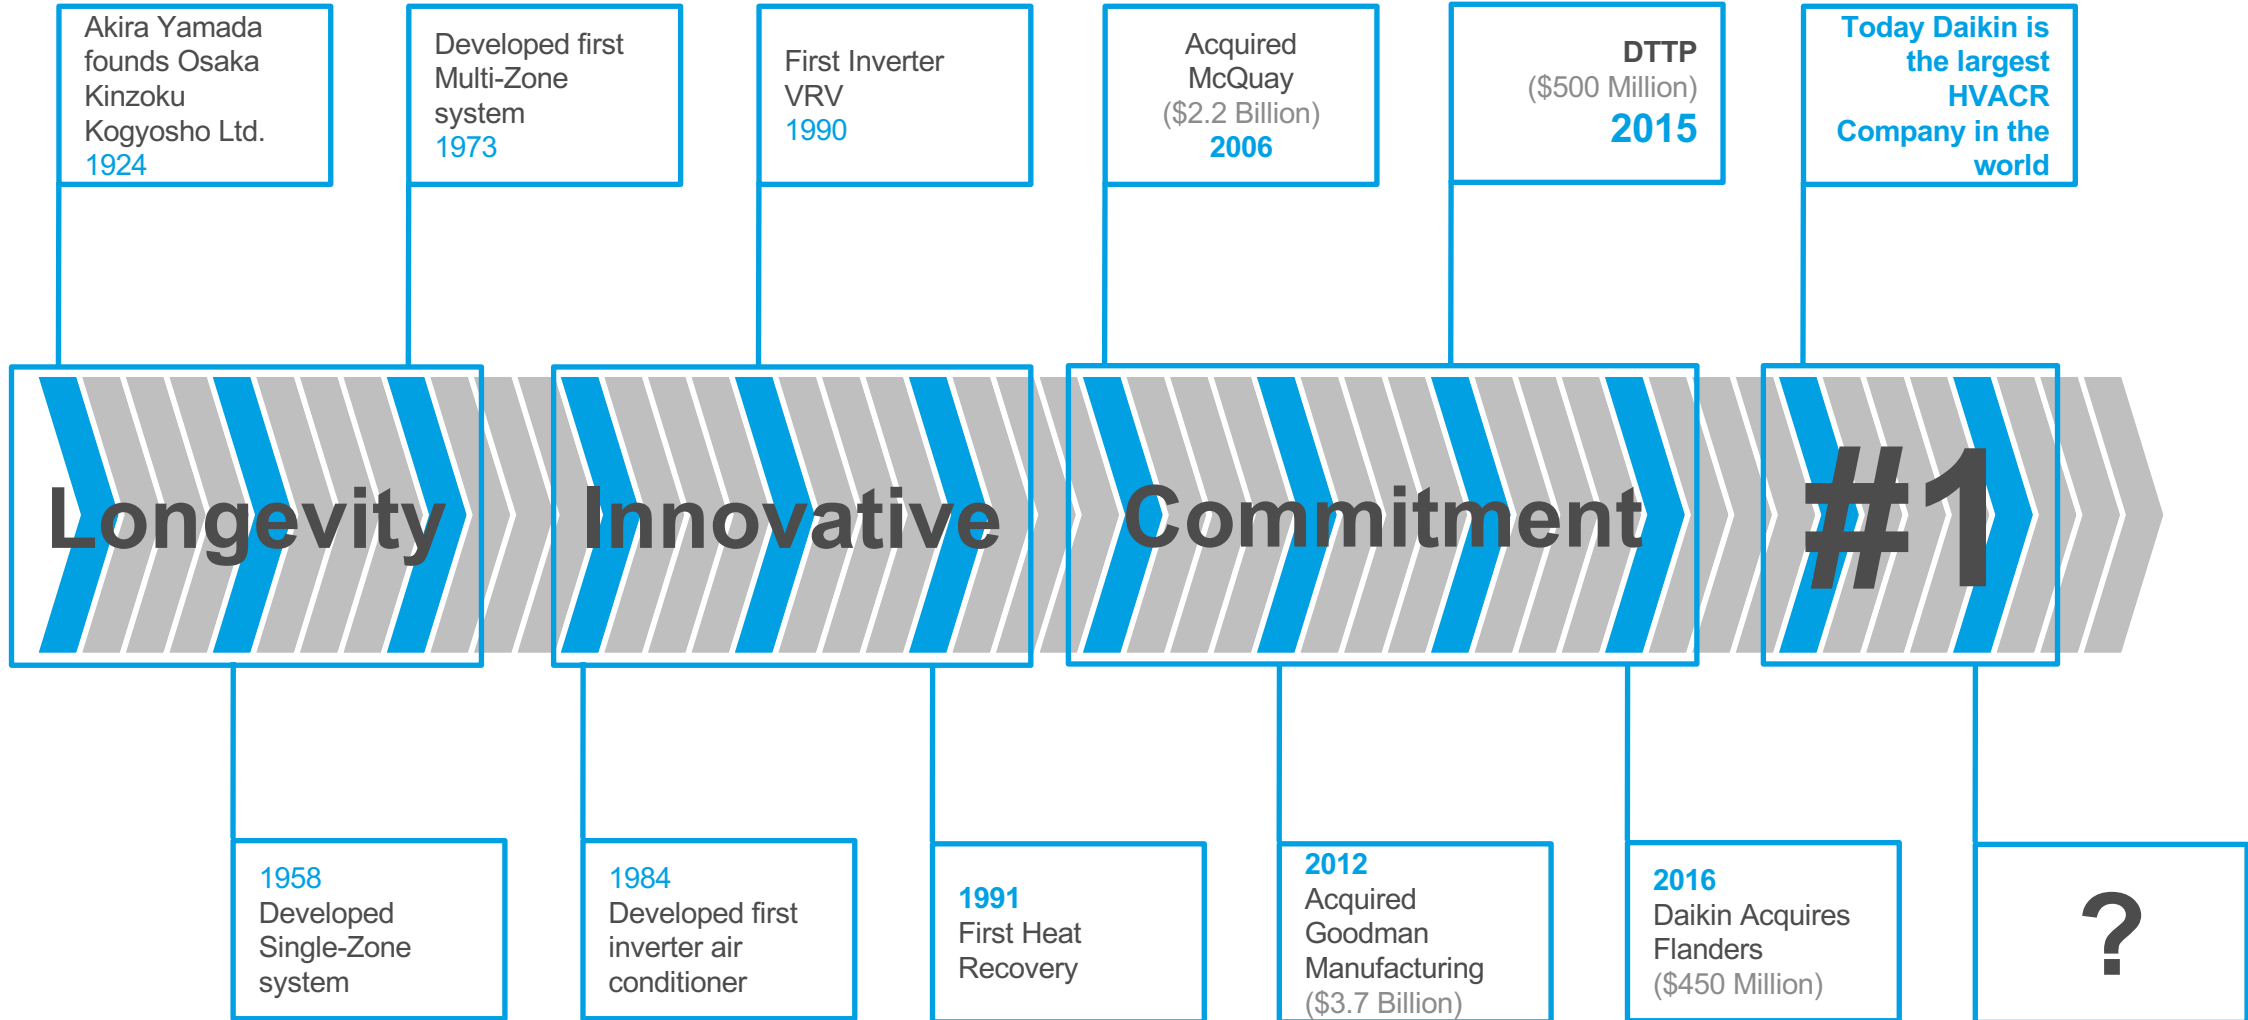 Akira Yamada
founds Osaka
Kinzoku
Kogyosho Ltd.
1924
Developed first
Multi-Zone
system
1973
First Inverter
VRV
1990
Acquired
McQuay
($2.2 Billion)
2006
DTTP
($500 Million)
2015
Today Daikin is
the largest
HVACR
Company in the
world
Longevity
Innovative
Commitment
#1
1958
Developed
Single-Zone
system
1984
Developed first
inverter air
conditioner
1991
First Heat
Recovery
2012
Acquired
Goodman
Manufacturing
($3.7 Billion)
2016
Daikin Acquires
Flanders
($450 Million)
?